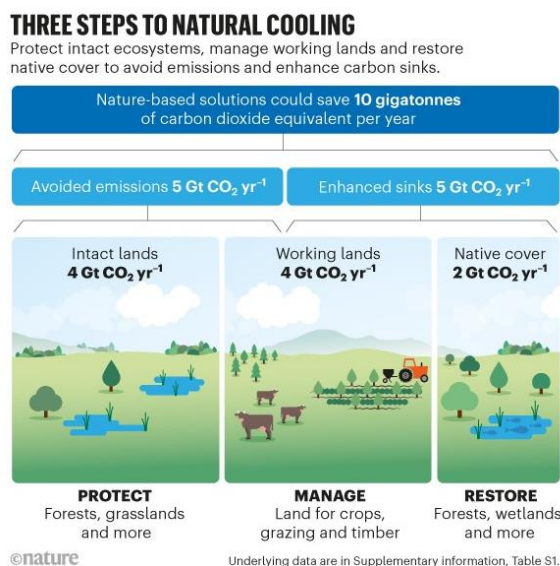 THREE STEPS TO NATURAL COOLING
Protect intact ecosystems, manage working lands and restore
native cover to avoid emissions and enhance carbon sinks.
Nature-based solutions could save 10 gigatonnes
of carbon dioxide equivalent per year
Avoided emissions 5 Gt CO₂ yr⁻¹
Enhanced sinks 5 Gt CO₂ yr⁻¹
Intact lands
4 Gt CO₂ yr⁻¹
Working lands
4 Gt CO₂ yr⁻¹
Native cover
2 Gt CO₂ yr⁻¹
PROTECT
Forests, grasslands
and more
MANAGE
Land for crops,
grazing and timber
RESTORE
Forests, wetlands
and more
©nature
Underlying data are in Supplementary information, Table S1.